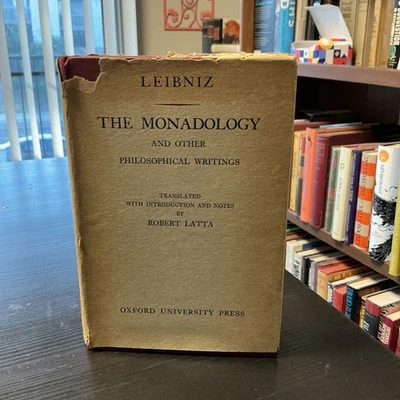 LEIBNIZ
THE MONADOLOGY
AND OTHER
PHILOSOPHICAL WRITINGS
TRANSLATED
WITH INTRODUCTION AND NOTES
BY
ROBERT LATTA
OXFORD UNIVERSITY PRESS